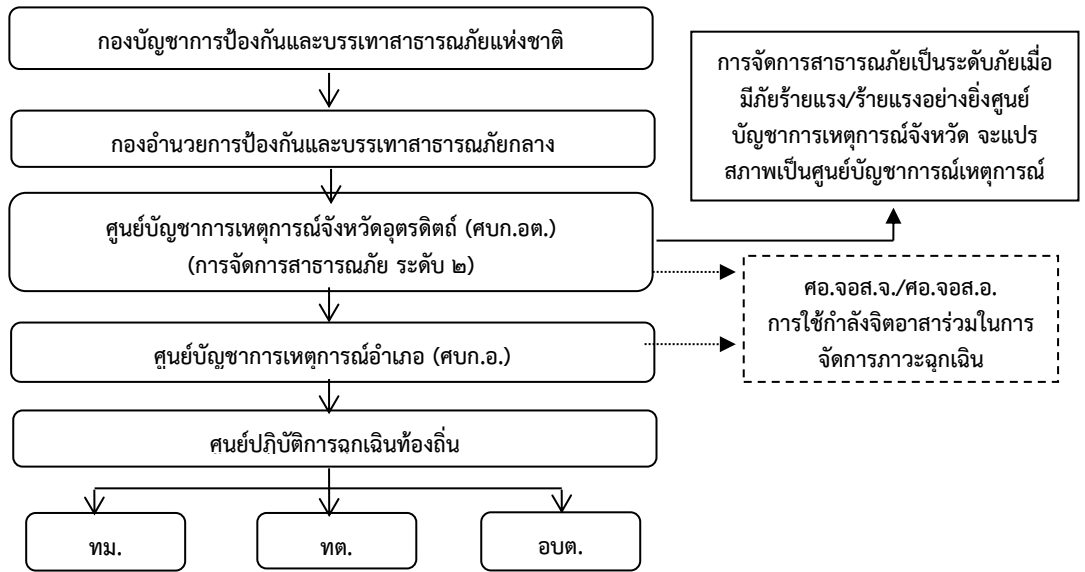 กองบัญชาการป้องกันและบรรเทาสาธารณภัยแห่งชาติ
กองอำนวยการป้องกันและบรรเทาสาธารณภัยกลาง
ศูนย์บัญชาการเหตุการณ์จังหวัดอุตรดิตถ์ (ศบก.อต.)
(การจัดการสาธารณภัย ระดับ ๒)
การจัดการสาธารณภัยเป็นระดับภัยเมื่อ
มีภัยร้ายแรง/ร้ายแรงอย่างยิ่งศูนย์
บัญชาการเหตุการณ์จังหวัด จะแปร
สภาพเป็นศูนย์บัญชาการณ์เหตุการณ์
ศอ.จอส.จ./ศอ.จอส.อ.
การใช้กำลังจิตอาสาร่วมในการ
จัดการภาวะฉุกเฉิน
ศูนย์บัญชาการเหตุการณ์อำเภอ (ศบก.อ.)
ศูนย์ปฏิบัติการฉุกเฉินท้องถิ่น
ทม.
ทต.
อบต.